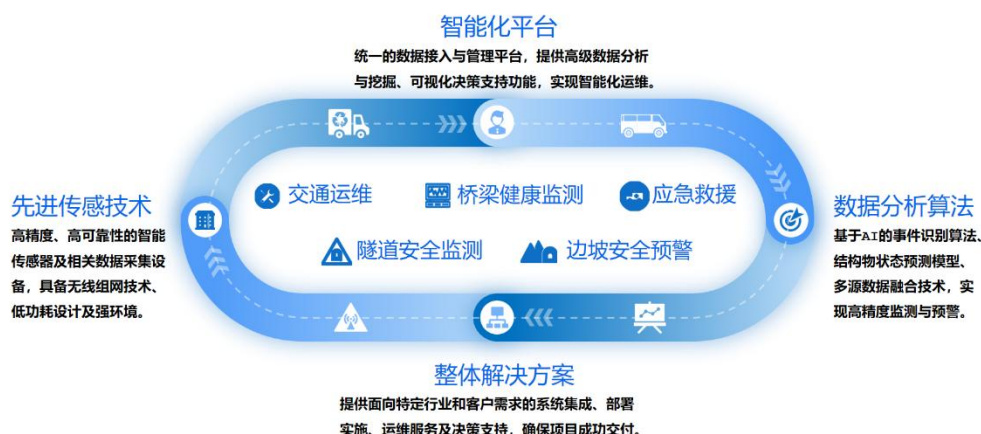 智能化平台
统一的数据接入与管理平台，提供高级数据分析
与挖掘、可视化决策支持功能，实现智能化运维。
先进传感技术
高精度、高可靠性的智能
传感器及相关数据采集设
备，具备无线组网技术、
低功耗设计及强环境。
交通运维
桥梁健康监测
应急救援
隧道安全监测
边坡安全预警
数据分析算法
基于AI的事件识别算法、
结构物状态预测模型、
多源数据融合技术，实
现高精度监测与预警。
整体解决方案
提供面向特定行业和客户需求的系统集成、部署
实施、运维服务及决策支持，确保项目成功交付。